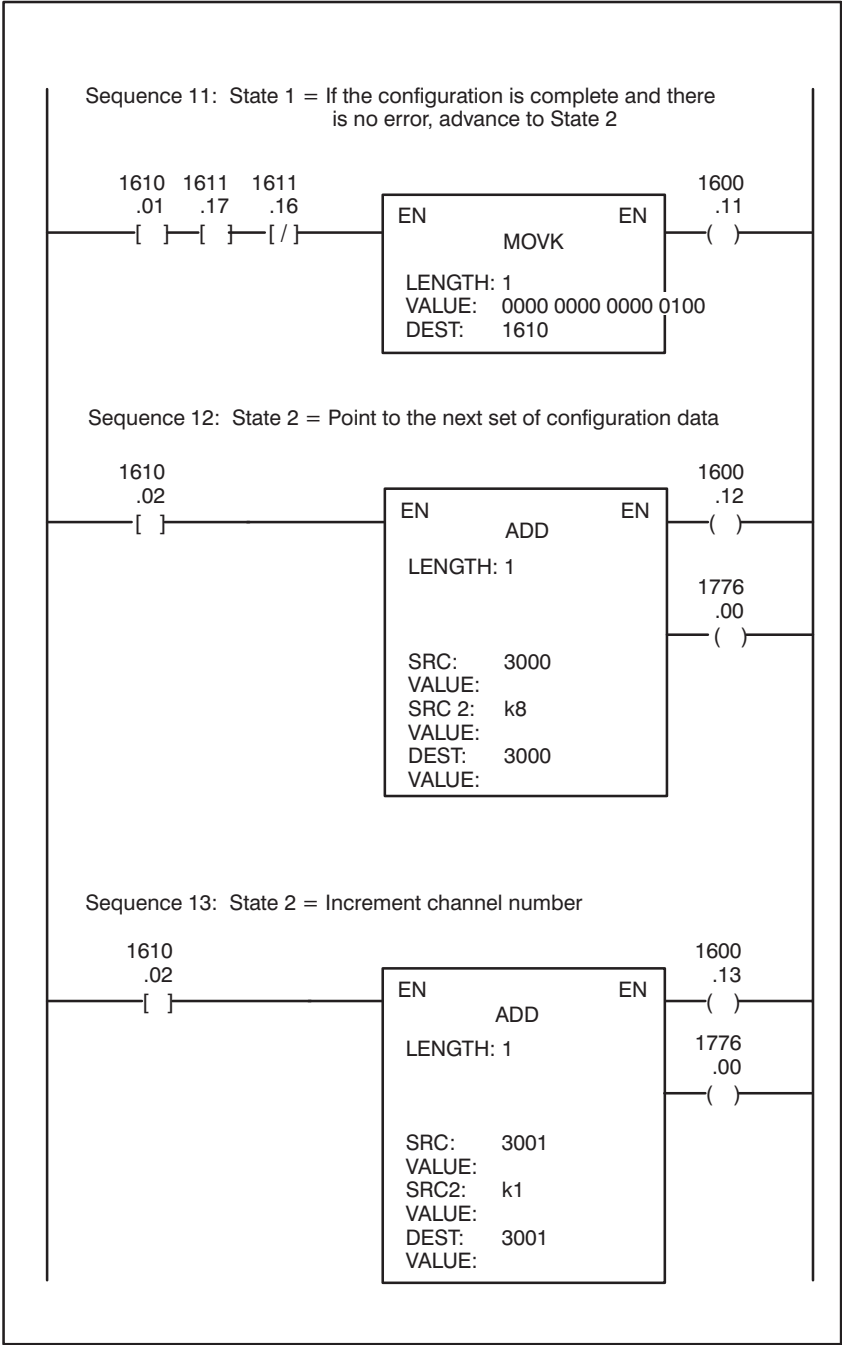 Sequence 11: State 1 = If the configuration is complete and there
is no error, advance to State 2
1610 1611 1611 1600
.01 .17 .16 .11
[ ] [ ] [ / ] ( )
EN EN
MOVK
LENGTH: 1
VALUE: 0000 0000 0000 0100
DEST: 1610
Sequence 12: State 2 = Point to the next set of configuration data
1610 1600
.02 .12
[ ] ( )
EN EN
ADD
LENGTH: 1
1776
.00
( )
SRC: 3000
VALUE:
SRC 2: k8
VALUE:
DEST: 3000
VALUE:
Sequence 13: State 2 = Increment channel number
1610 1600
.02 .13
[ ] ( )
EN EN
ADD
LENGTH: 1
1776
.00
( )
SRC: 3001
VALUE:
SRC2: k1
VALUE:
DEST: 3001
VALUE: